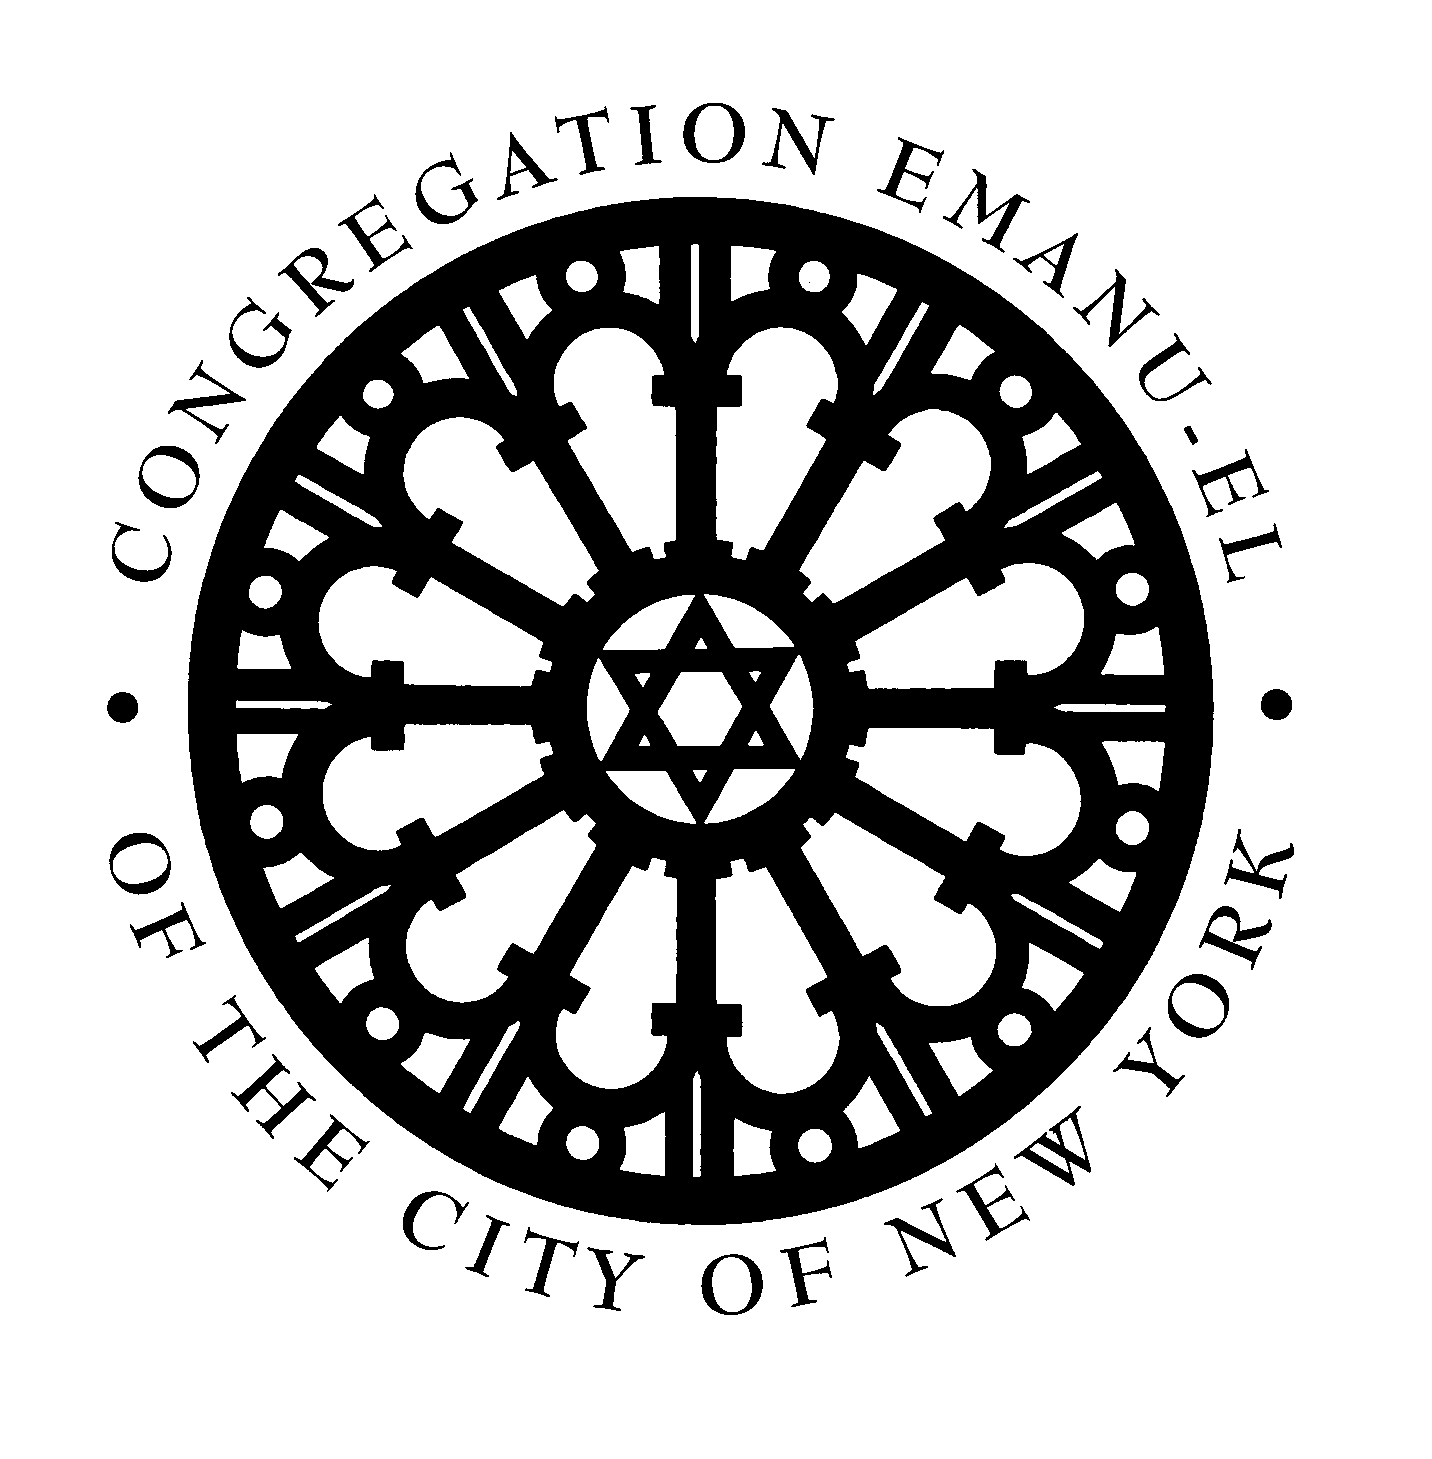 CONGREGATION EMANU-EL
OF THE CITY OF NEW YORK